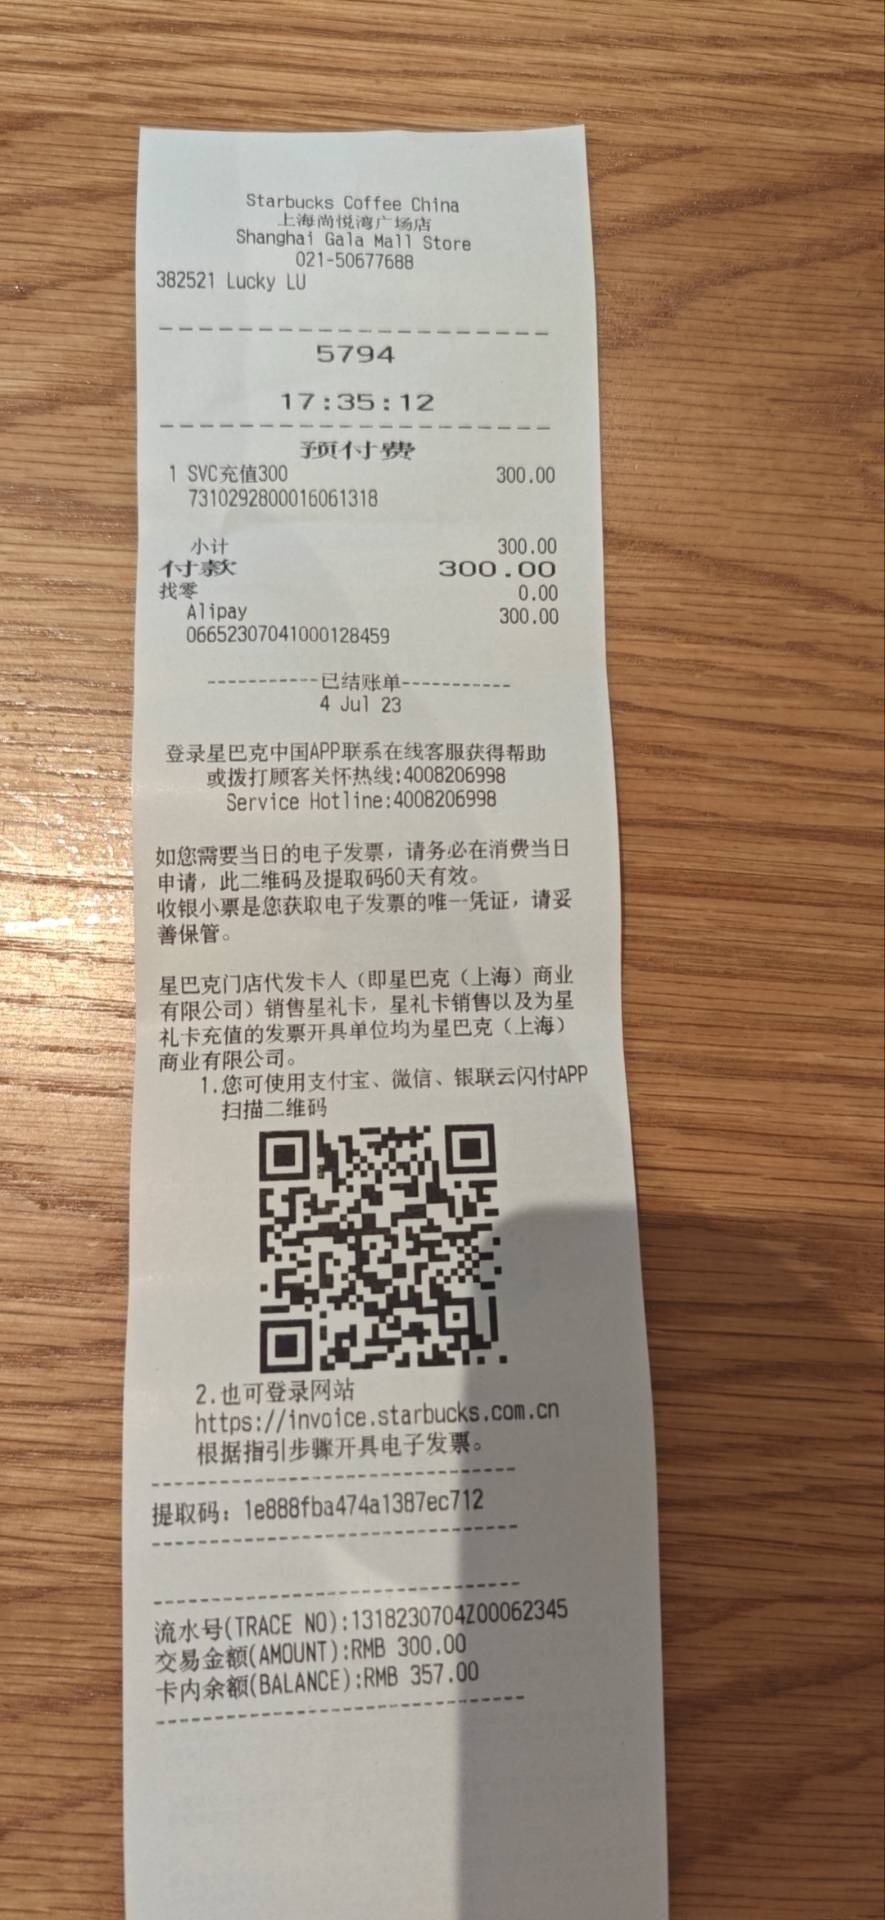 Starbucks Coffee China
上海尚悦湾广场店
Shanghai Gala Mall Store
021-50677688
382521 Lucky LU
5794
17:35:12
预付费
1 SVC充值300 300.00
7310292800016061318
小计 300.00
付款 300.00
找零 0.00
Alipay 300.00
06652307041000128459
-----------已结账单-----------
4 Jul 23
登录星巴克中国APP联系在线客服获得帮助
或拨打顾客关怀热线:4008206998
Service Hotline:4008206998
如您需要当日的电子发票，请务必在消费当日
申请，此二维码及提取码60天有效。
收银小票是您获取电子发票的唯一凭证，请妥
善保管。
星巴克门店代发卡人（即星巴克（上海）商业
有限公司）销售星礼卡，星礼卡销售以及为星
礼卡充值的发票开具单位均为星巴克（上海）
商业有限公司。
1.您可使用支付宝、微信、银联云闪付APP
扫描二维码
2.也可登录网站
https://invoice.starbucks.com.cn
根据指引步骤开具电子发票。
提取码: 1e888fba474a1387ec712
流水号(TRACE NO):1318230704Z00062345
交易金额(AMOUNT):RMB 300.00
卡内余额(BALANCE):RMB 357.00